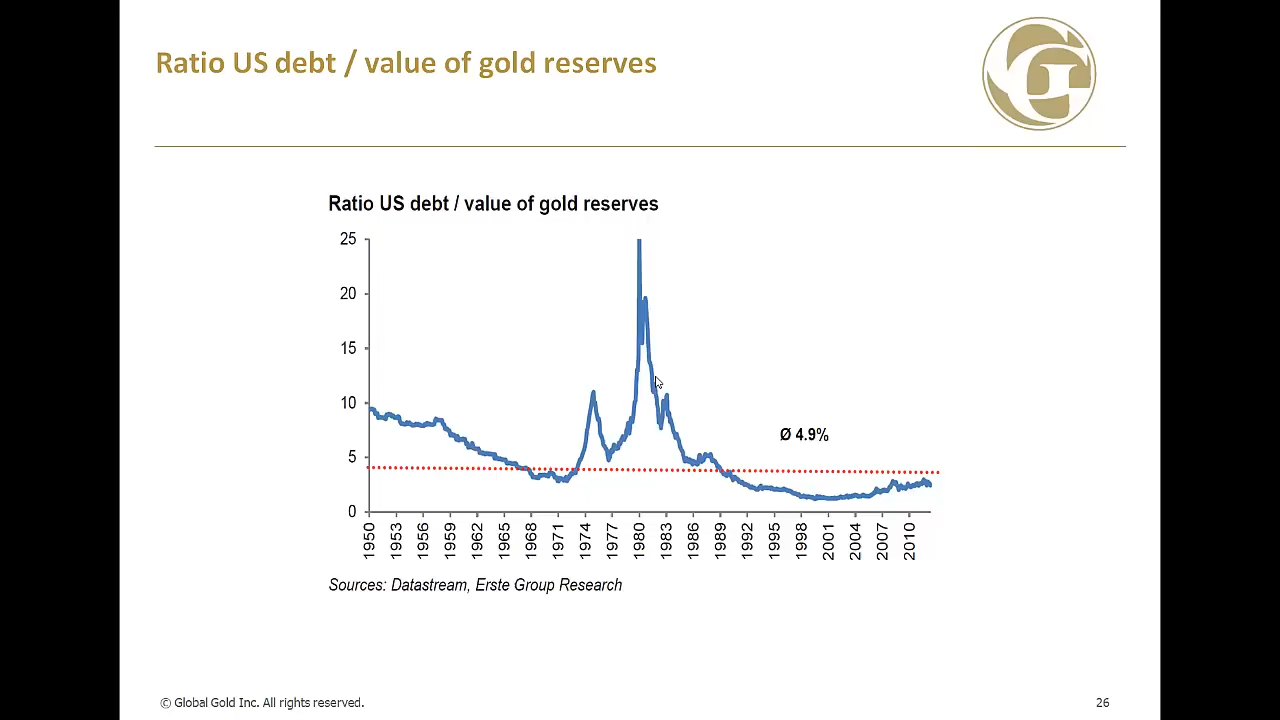 Ratio US debt / value of gold reserves
Ratio US debt / value of gold reserves
25
20
15
10
5
0
Ø 4.9%
1950 1953 1956 1959 1962 1965 1968 1971 1974 1977 1980 1983 1986 1989 1992 1995 1998 2001 2004 2007 2010
Sources: Datastream, Erste Group Research
© Global Gold Inc. All rights reserved.
26